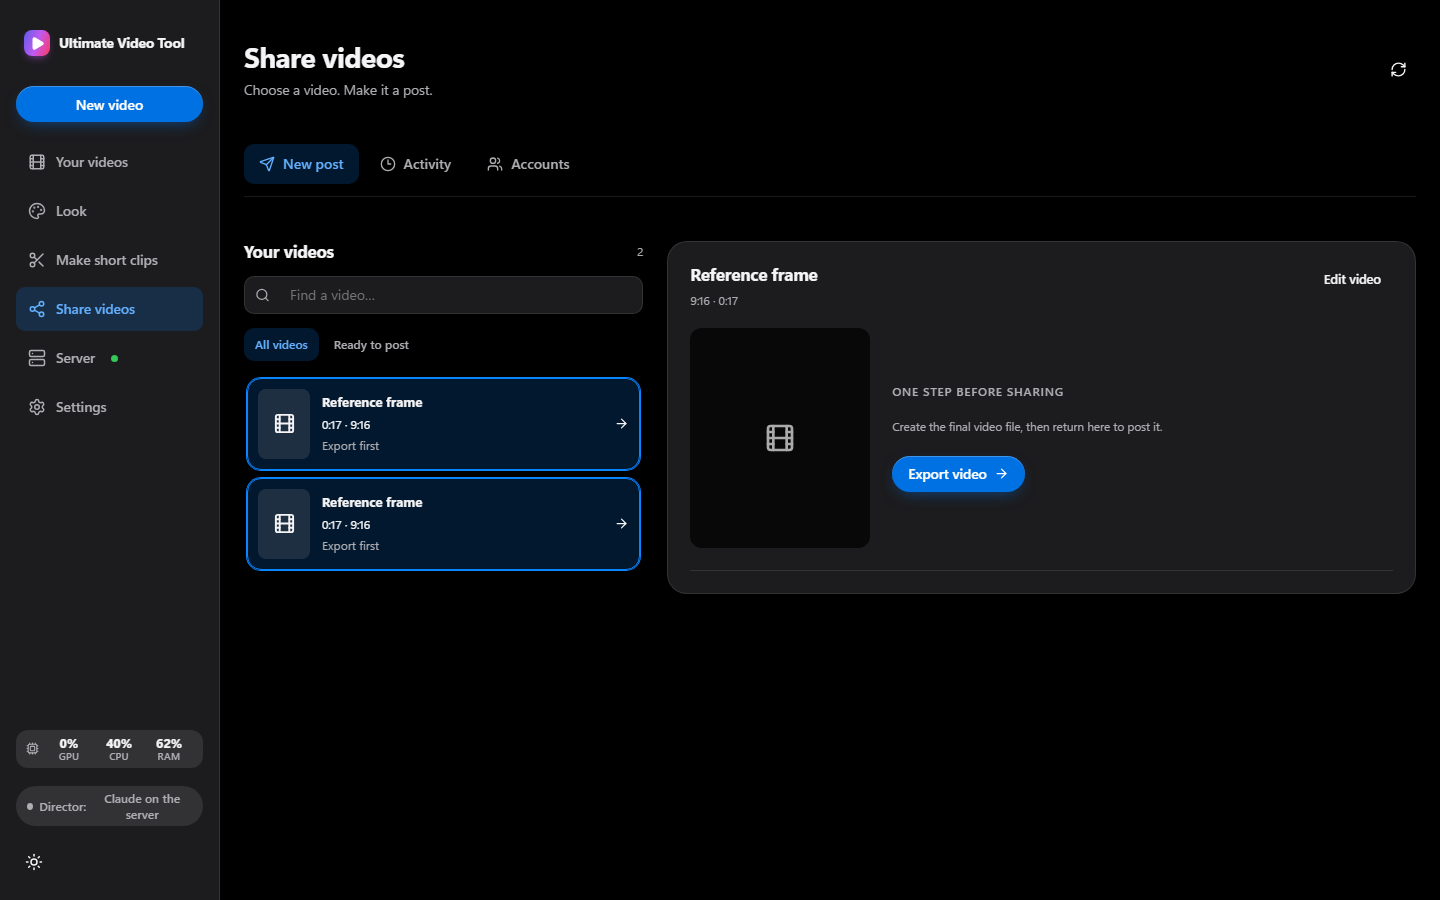 Ultimate Video Tool
New video
Your videos
Look
Make short clips
Share videos
Server
Settings
0% 40% 62%
GPU CPU RAM
Director: Claude on the
server
Share videos
Choose a video. Make it a post.
New post Activity Accounts
Your videos 2
Find a video...
All videos Ready to post
Reference frame
0:17 · 9:16
Export first
Reference frame
0:17 · 9:16
Export first
Reference frame
9:16 · 0:17
Edit video
ONE STEP BEFORE SHARING
Create the final video file, then return here to post it.
Export video